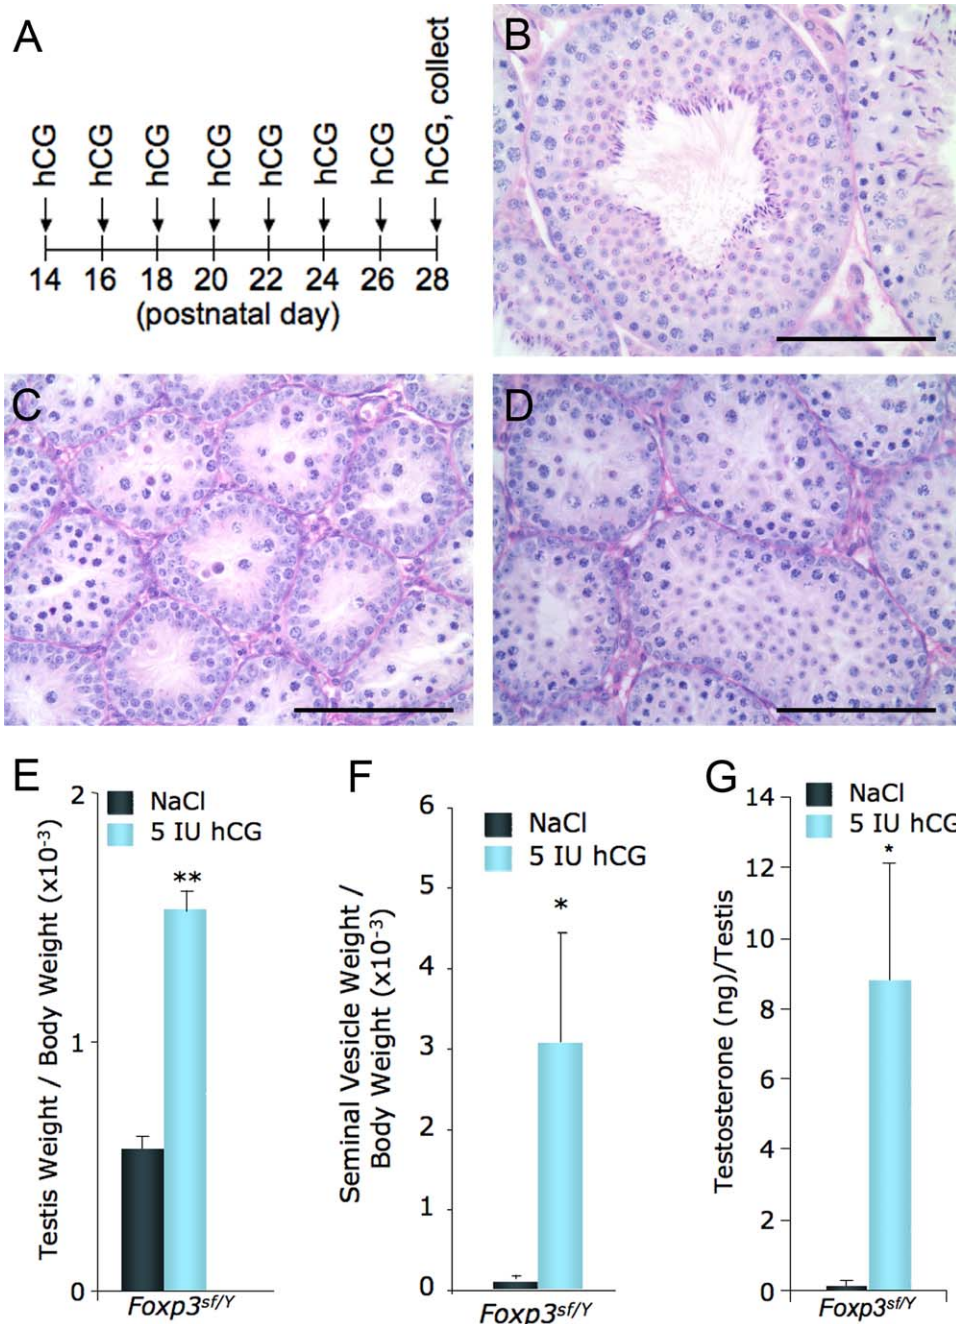 A
hCG
hCG
hCG
hCG
hCG
hCG
hCG
hCG, collect
14 16 18 20 22 24 26 28
(postnatal day)
B
C
D
E
NaCl
5 IU hCG
Testis Weight / Body Weight (x10⁻³)
2
1
0
**
Foxp3sf/Y
F
NaCl
5 IU hCG
Seminal Vesicle Weight /
Body Weight (x10⁻³)
6
5
4
3
2
1
0
*
Foxp3sf/Y
G
NaCl
5 IU hCG
Testosterone (ng)/Testis
14
12
10
8
6
4
2
0
*
Foxp3sf/Y